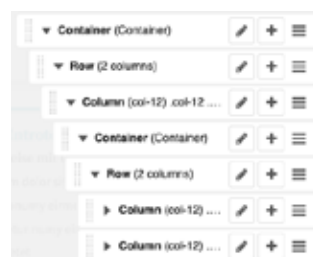 Container (Container)
Row (2 columns)
Column (col-12) .col-12 ....
Container (Container)
Row (2 columns)
Column (col-12) ....
Column (col-12) ....